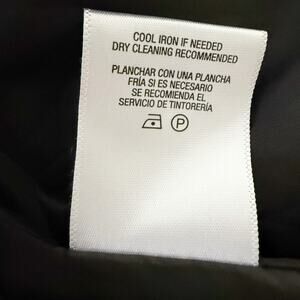 COOL IRON IF NEEDED
DRY CLEANING RECOMMENDED
PLANCHAR CON UNA PLANCHA
FRÍA SI ES NECESARIO
SE RECOMIENDA EL
SERVICIO DE TINTORERÍA
P